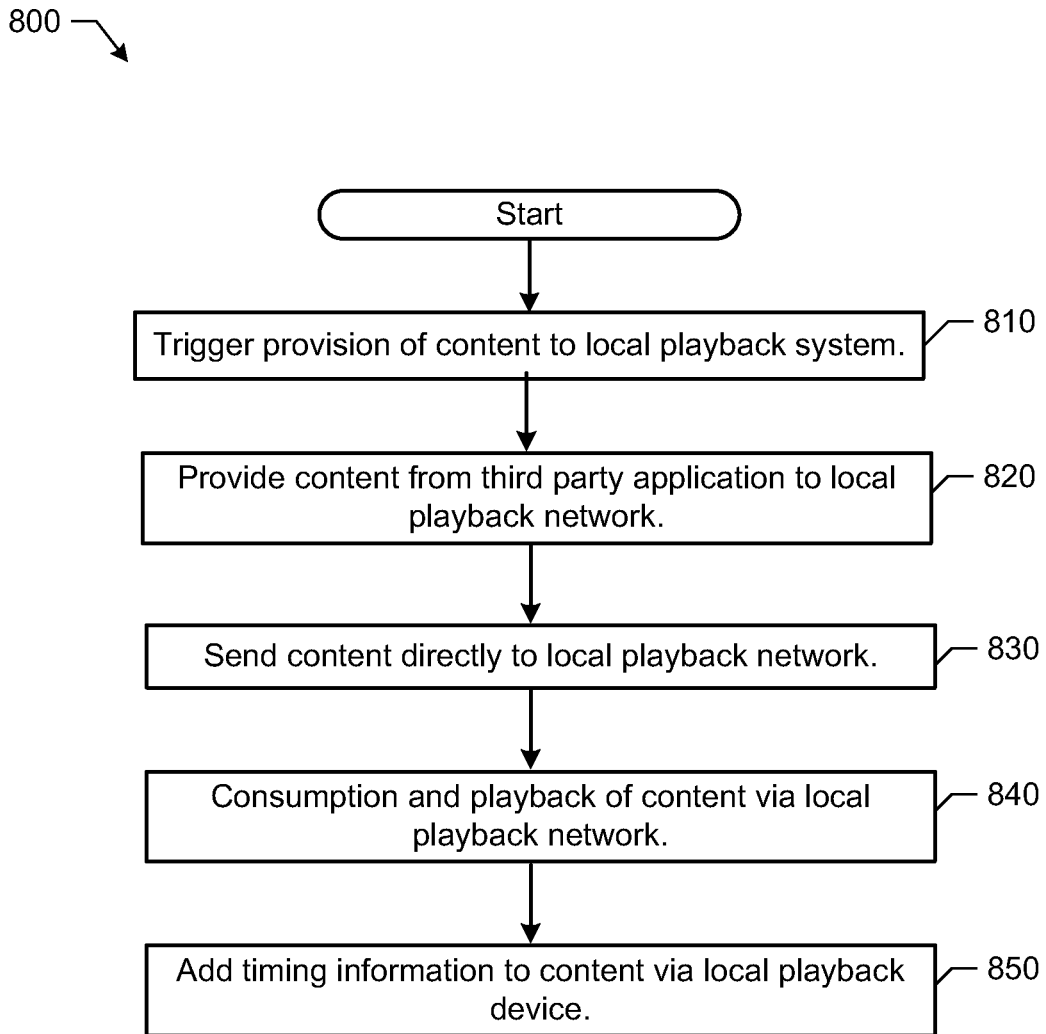 800
Start
Trigger provision of content to local playback system.
810
Provide content from third party application to local
playback network.
820
Send content directly to local playback network.
830
Consumption and playback of content via local
playback network.
840
Add timing information to content via local playback
device.
850